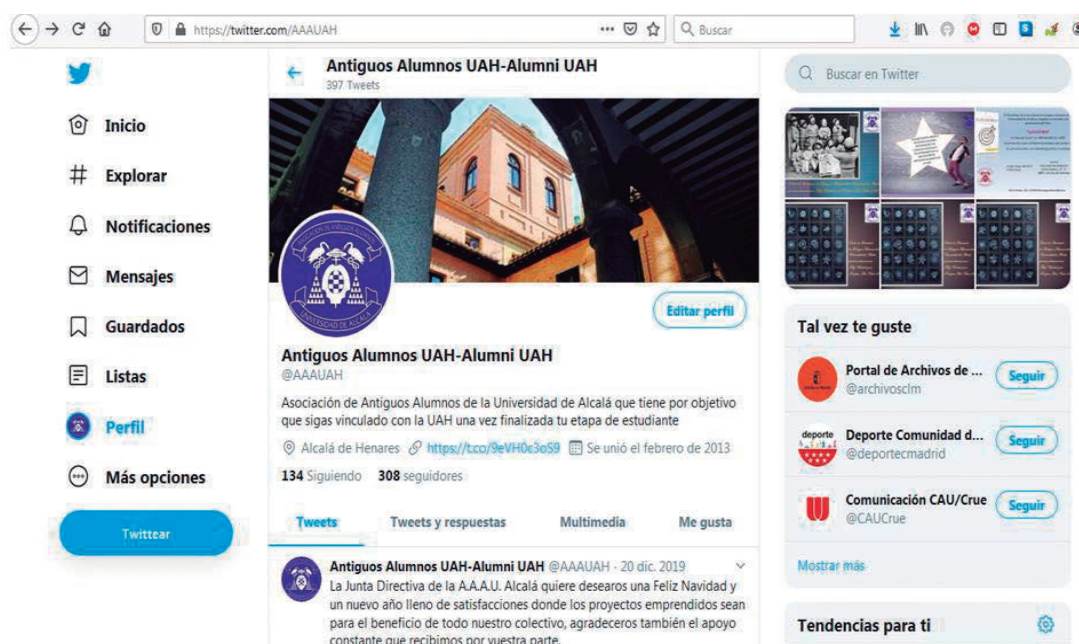 https://twitter.com/AAAUAH
Buscar
Antiguos Alumnos UAH-Alumni UAH
397 Tweets
Inicio
Explorar
Notificaciones
Mensajes
Guardados
Listas
Perfil
Más opciones
Twittear
ASOCIACIÓN DE ANTIGUOS ALUMNOS
UNIVERSIDAD DE ALCALÁ
Editar perfil
Antiguos Alumnos UAH-Alumni UAH
@AAAUAH
Asociación de Antiguos Alumnos de la Universidad de Alcalá que tiene por objetivo
que sigas vinculado con la UAH una vez finalizada tu etapa de estudiante
Alcalá de Henares https://t.co/9eVH0c3oS9 Se unió el febrero de 2013
134 Siguiendo 308 seguidores
Tweets Tweets y respuestas Multimedia Me gusta
Antiguos Alumnos UAH-Alumni UAH @AAAUAH - 20 dic. 2019
La Junta Directiva de la A.A.A.U. Alcalá quiere desearos una Feliz Navidad y
un nuevo año lleno de satisfacciones donde los proyectos emprendidos sean
para el beneficio de todo nuestro colectivo, agradeceros también el apoyo
constante que recibimos por vuestra parte.
Buscar en Twitter
Tal vez te guste
Portal de Archivos de ...
@archivosclm
Seguir
deporte
Deporte Comunidad d...
@deportecmadrid
Seguir
Comunicación CAU/Crue
@CAUCrue
Seguir
Mostrar más
Tendencias para ti